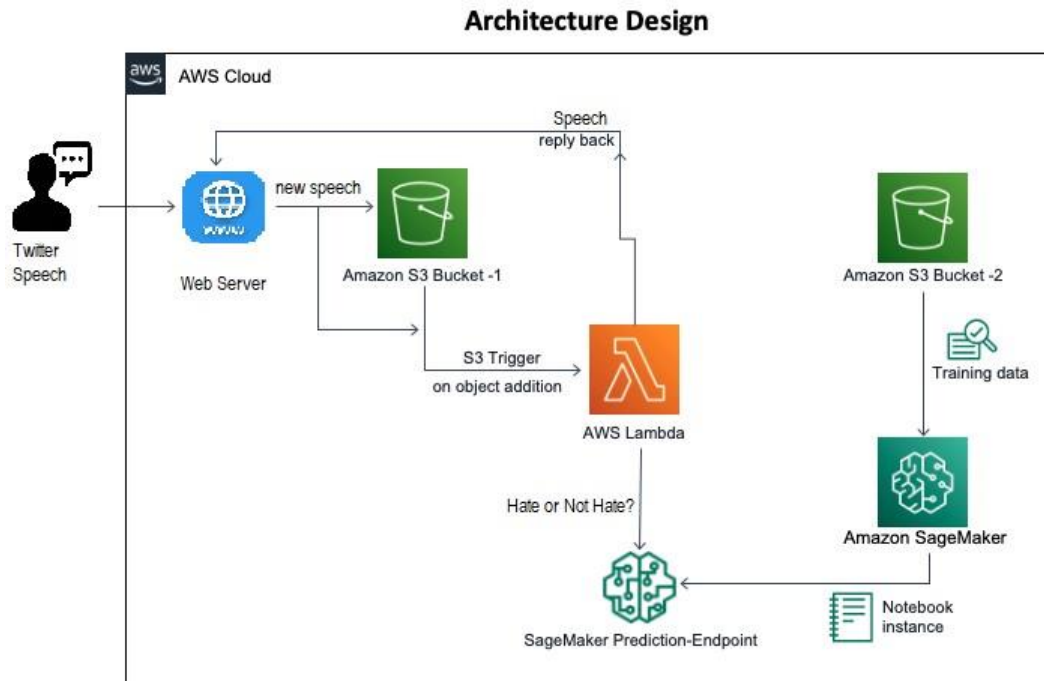 Architecture Design
aws
AWS Cloud
Speech
reply back
new speech
www
Twitter
Speech
Web Server
Amazon S3 Bucket -1
Amazon S3 Bucket -2
S3 Trigger
on object addition
Training data
AWS Lambda
Hate or Not Hate?
Amazon SageMaker
Notebook
instance
SageMaker Prediction-Endpoint